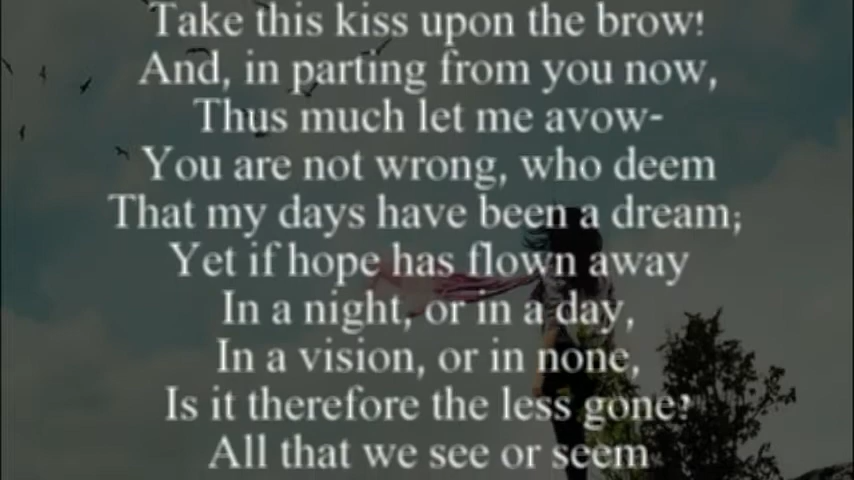 Take this kiss upon the brow!
And, in parting from you now,
Thus much let me avow-
You are not wrong, who deem
That my days have been a dream;
Yet if hope has flown away
In a night, or in a day,
In a vision, or in none,
Is it therefore the less gone?
All that we see or seem